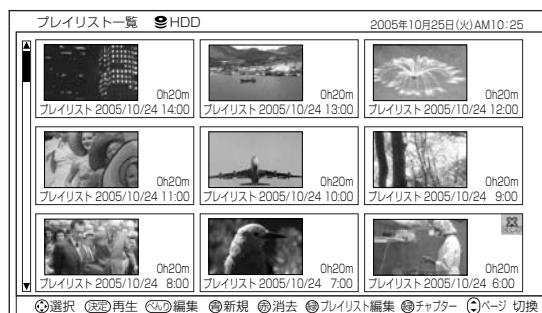 プレイリスト一覧 HDD 2005年10月25日(火)AM10:25
0h20m 0h20m 0h20m
プレイリスト 2005/10/24 14:00 プレイリスト 2005/10/24 13:00 プレイリスト 2005/10/24 12:00
0h20m 0h20m 0h20m
プレイリスト 2005/10/24 11:00 プレイリスト 2005/10/24 10:00 プレイリスト 2005/10/24 9:00
0h20m 0h20m 0h20m
プレイリスト 2005/10/24 8:00 プレイリスト 2005/10/24 7:00 プレイリスト 2005/10/24 6:00
選択 決定再生 べんり編集 青新規 赤消去 緑プレイリスト編集 チャプター ページ 切換